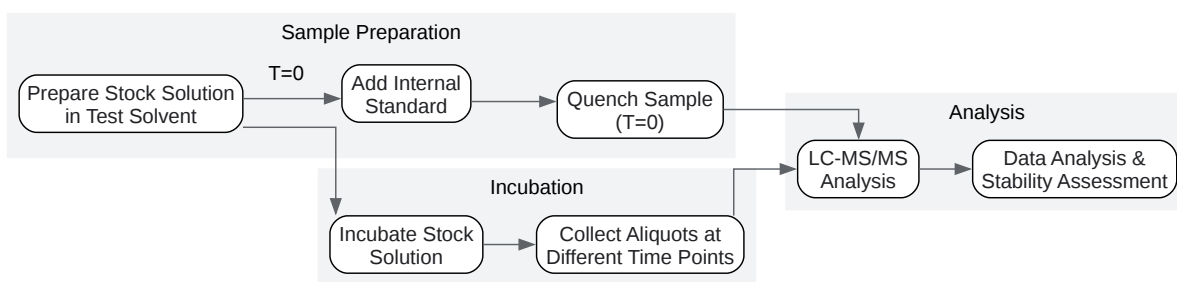 Sample Preparation
Prepare Stock Solution
in Test Solvent
T=0
Add Internal
Standard
Quench Sample
(T=0)
Incubation
Incubate Stock
Solution
Collect Aliquots at
Different Time Points
Analysis
LC-MS/MS
Analysis
Data Analysis &
Stability Assessment